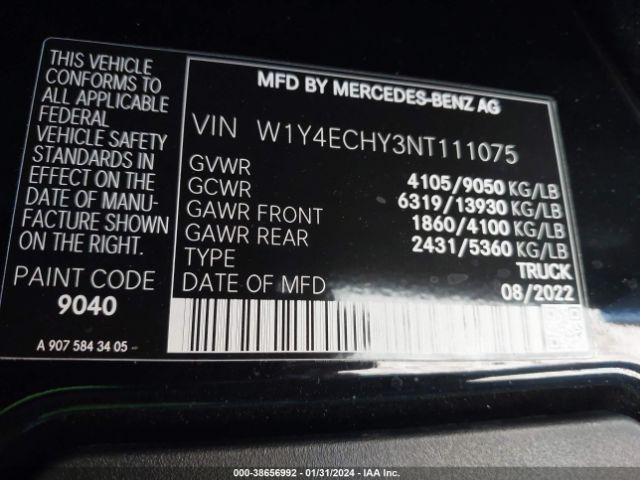 THIS VEHICLE
CONFORMS TO
ALL APPLICABLE
FEDERAL
VEHICLE SAFETY
STANDARDS IN
EFFECT ON THE
DATE OF MANU-
FACTURE SHOWN
ON THE RIGHT.
PAINT CODE
9040
A 907 584 34 05
MFD BY MERCEDES-BENZ AG
VIN W1Y4ECHY3NT111075
GVWR 4105/9050 KG/LB
GCWR 6319/13930 KG/LB
GAWR FRONT 1860/4100 KG/LB
GAWR REAR 2431/5360 KG/LB
TYPE TRUCK
DATE OF MFD 08/2022
000-38656992 - 01/31/2024 - IAA Inc.